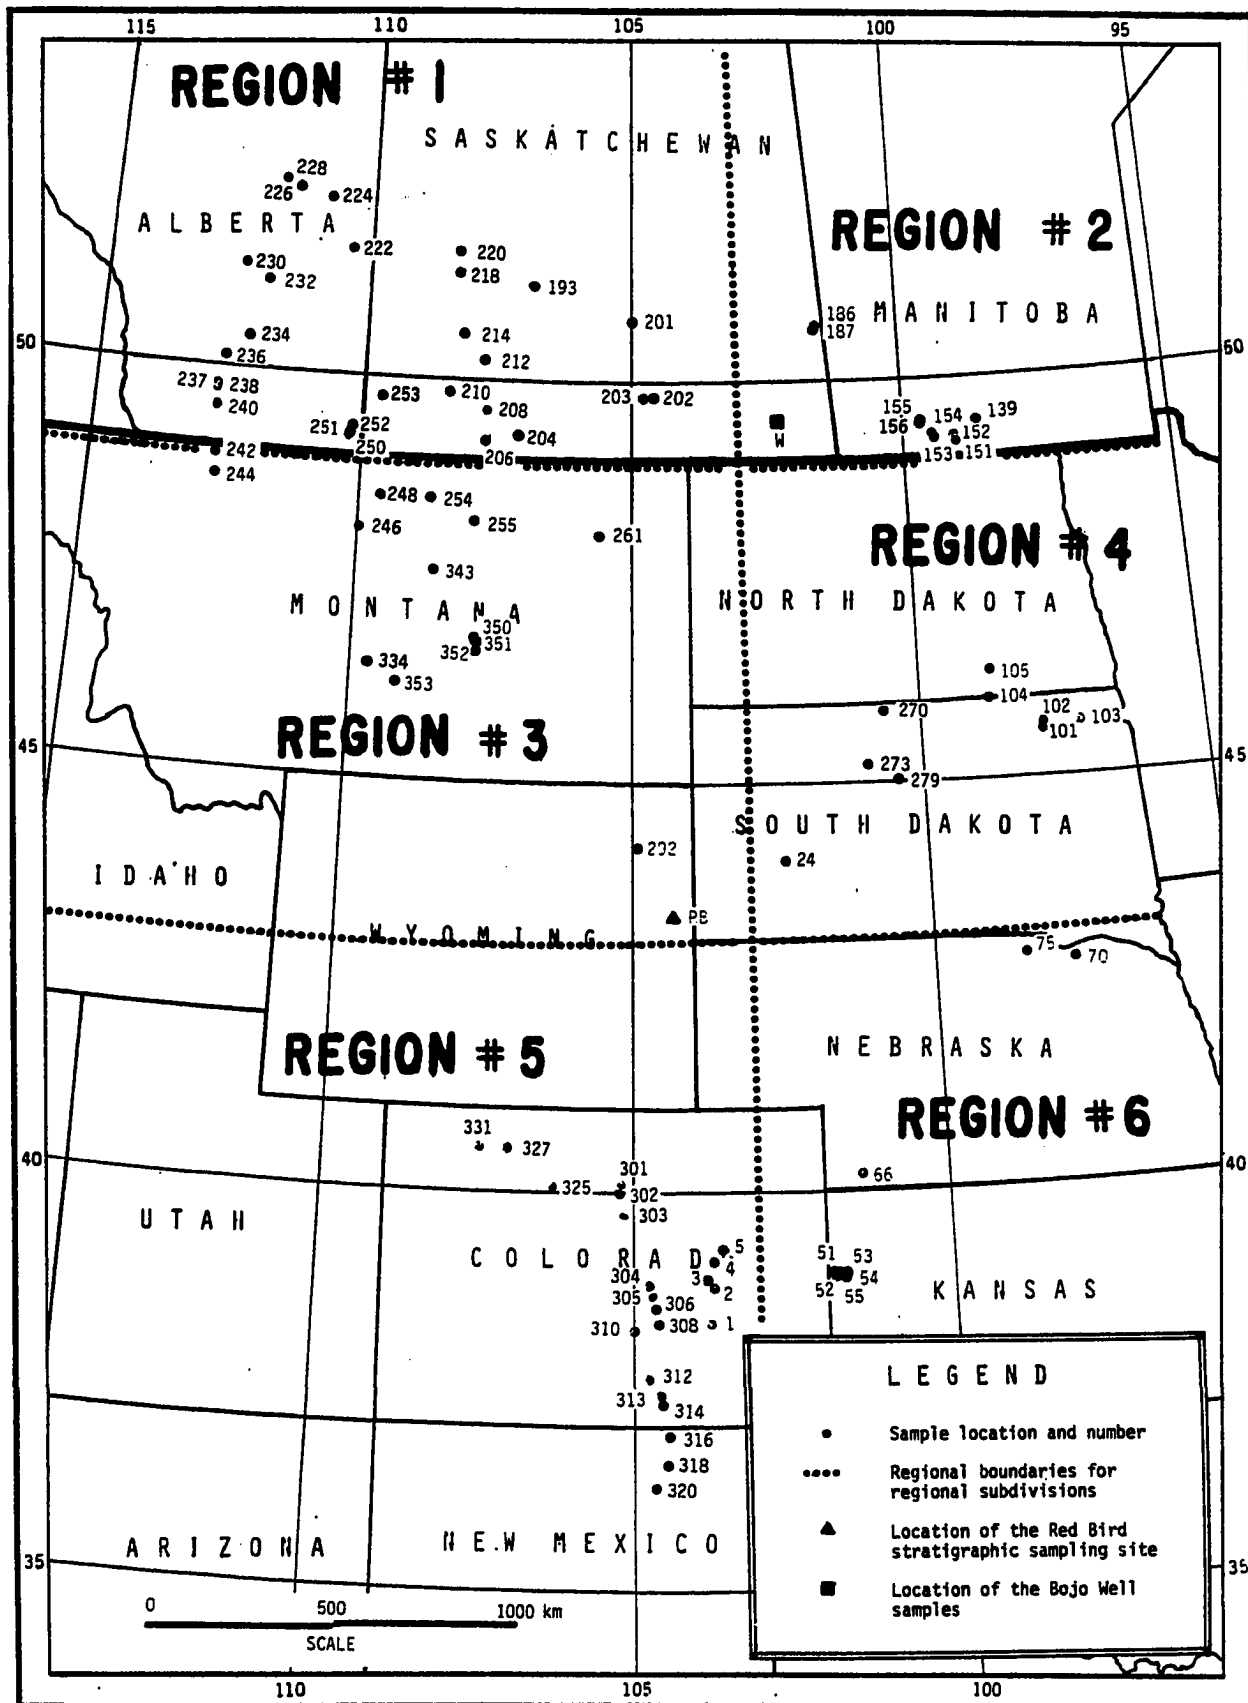 115 110 105 100 95
REGION #1
SASKATCHEWAN
228
226
224
ALBERTA
REGION #2
222
220
230
218
232
193
186
MANITOBA
201
187
234
214
50
50
236
212
237 238
253
210
203 202
240
208
155 154 139
252
156
251
204
W
152
250
242
206
153 151
244
248 254
246
255
261
REGION #4
343
MONTANA
NORTH DAKOTA
350
351
352
334
105
353
104
270
102
103
101
REGION #3
45
45
273
279
SOUTH DAKOTA
24
IDAHO
RB
WYOMING
75
70
REGION #5
NEBRASKA
REGION #6
331
327
40
301
66
40
325
302
303
UTAH
5
COLORAD
4
51 53
304
3
54
52
2
305
55
306
KANSAS
310
308
1
LEGEND
312
313
314
Sample location and number
316
318
Regional boundaries for
regional subdivisions
320
Location of the Red Bird
stratigraphic sampling site
ARIZONA
NEW MEXICO
35
35
Location of the Bojo Well
samples
0 500 1000 km
SCALE
110 105 100